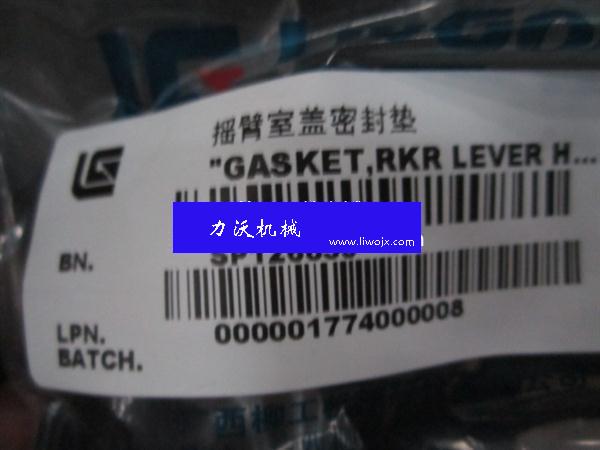 摇臂室盖密封垫
"GASKET,RKR LEVER H...
力沃机械
www.liwojx.com
BN.
LPN.
000001774000008
BATCH.